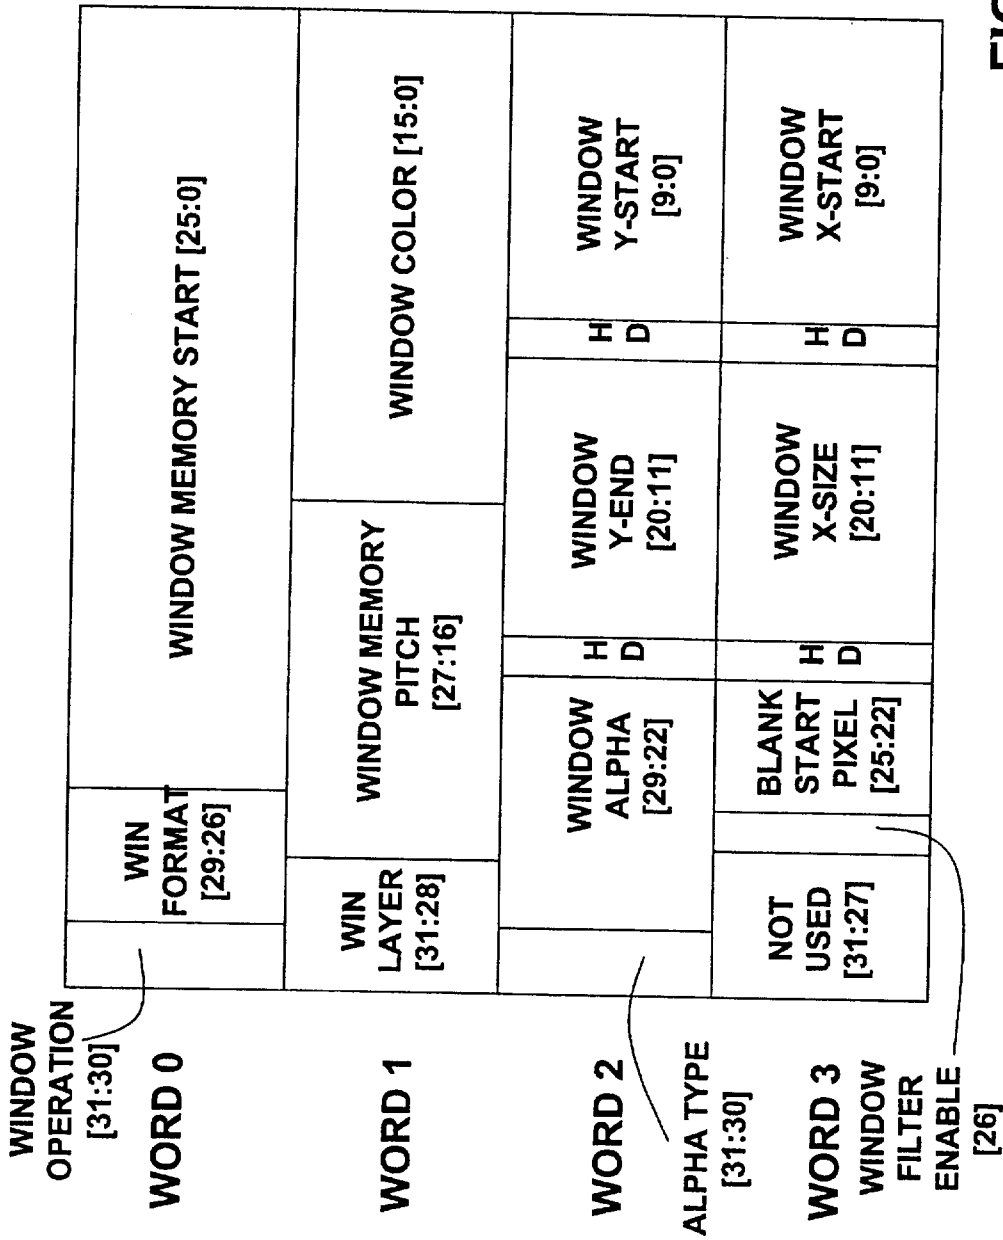 WINDOW
OPERATION
[31:30]
WORD 0
WIN
FORMAT
[29:26]
WINDOW MEMORY START [25:0]
WORD 1
WIN
LAYER
[31:28]
WINDOW MEMORY
PITCH
[27:16]
WINDOW COLOR [15:0]
WORD 2
ALPHA TYPE
[31:30]
WINDOW
ALPHA
[29:22]
H
D
WINDOW
Y-END
[20:11]
H
D
WINDOW
Y-START
[9:0]
WORD 3
WINDOW
FILTER
ENABLE
[26]
NOT
USED
[31:27]
BLANK
START
PIXEL
[25:22]
H
D
WINDOW
X-SIZE
[20:11]
H
D
WINDOW
X-START
[9:0]